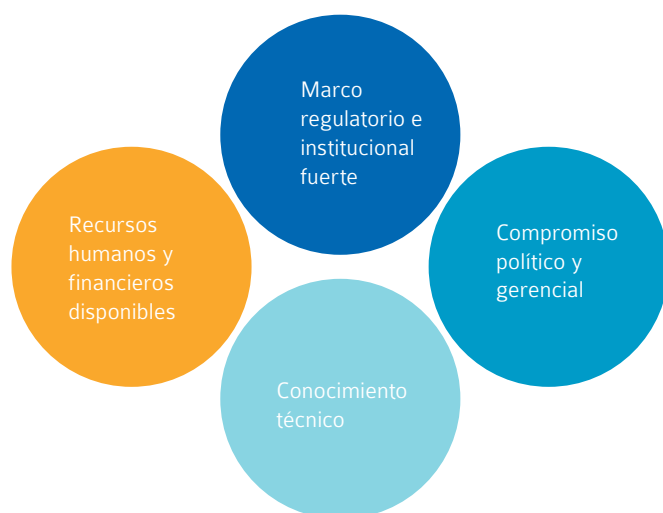 Marco
regulatorio e
institucional
fuerte
Recursos
humanos y
financieros
disponibles
Compromiso
político y
gerencial
Conocimiento
técnico